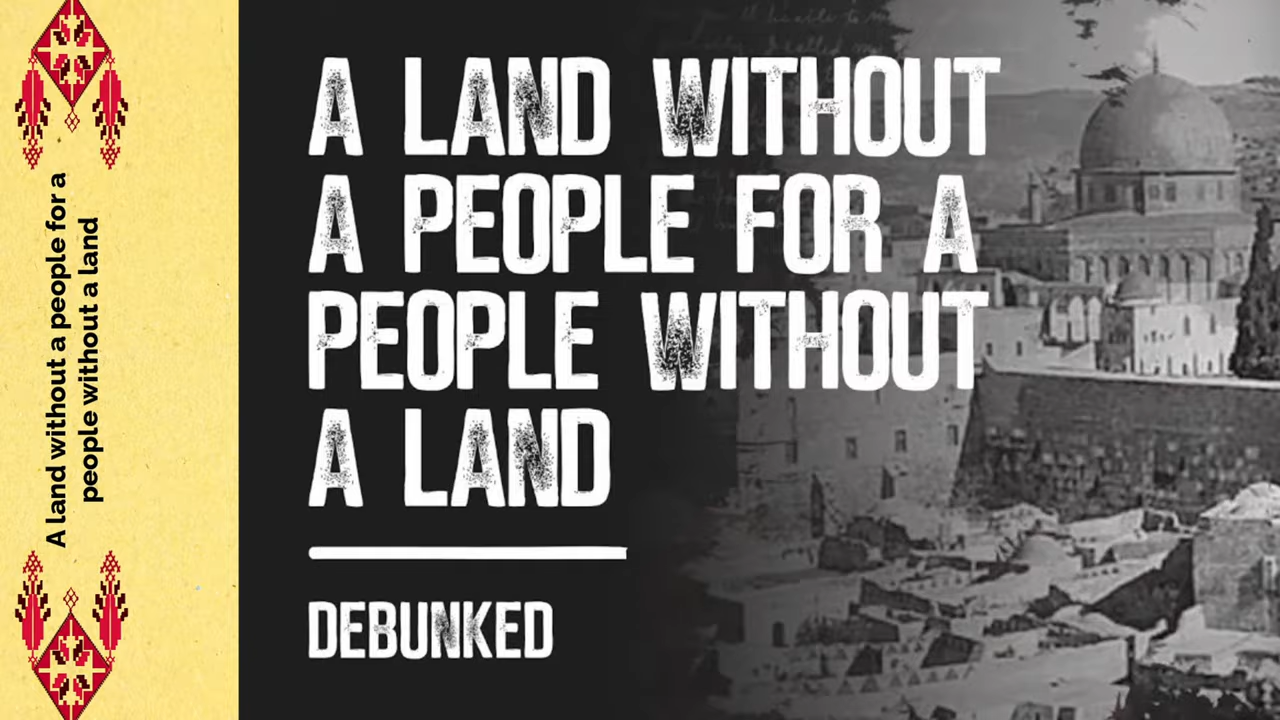 A land without a people for a
people without a land
A LAND WITHOUT
A PEOPLE FOR A
PEOPLE WITHOUT
A LAND
DEBUNKED